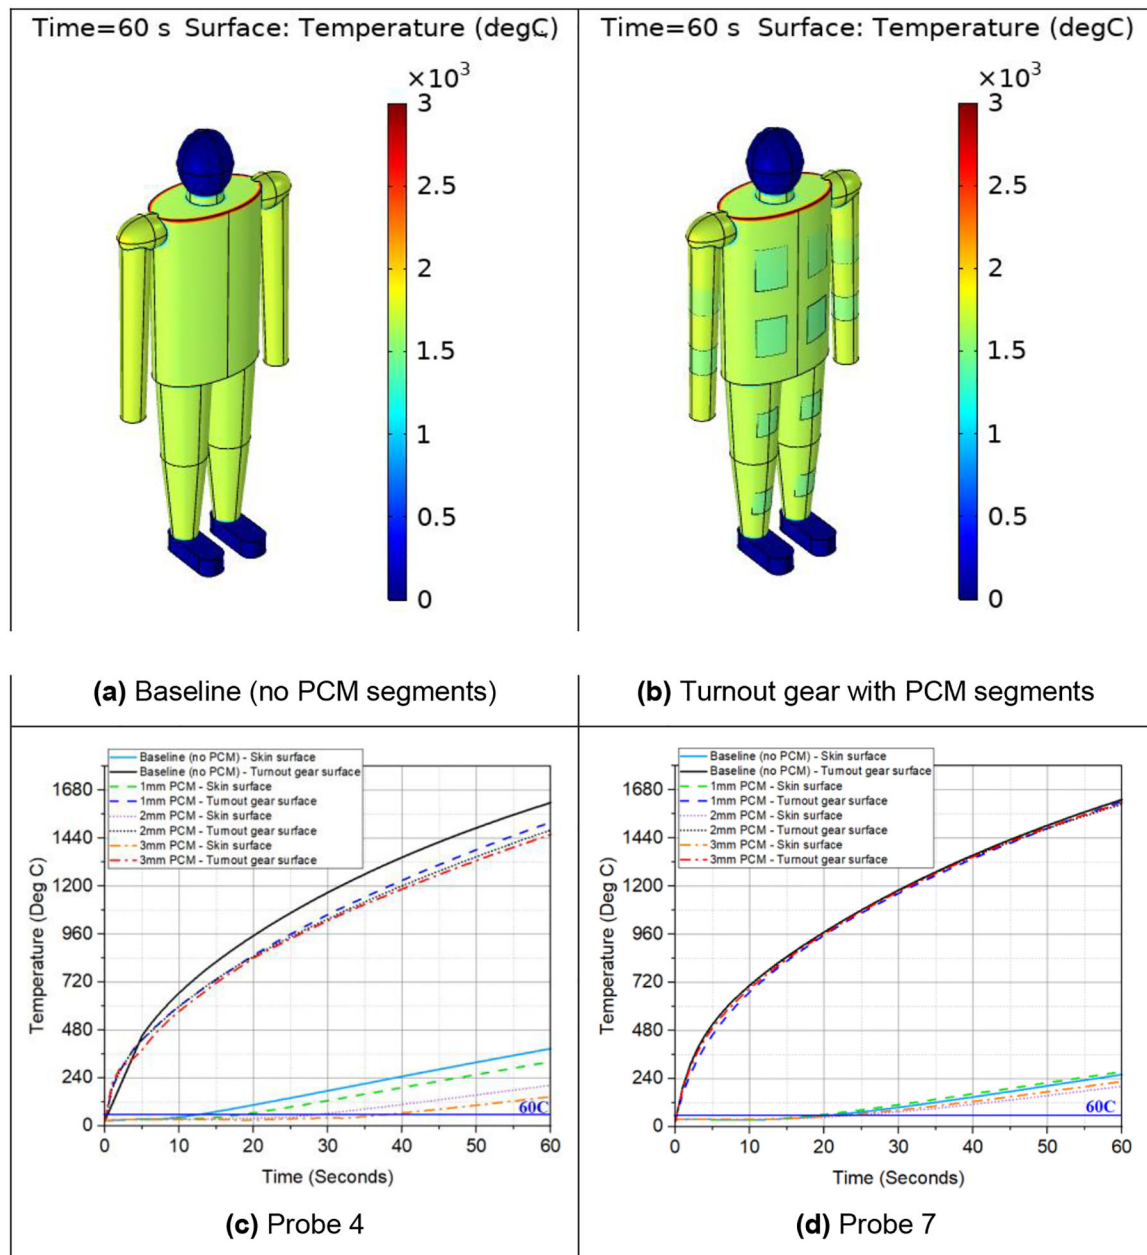 Time=60 s Surface: Temperature (degC)
×10³
3
2.5
2
1.5
1
0.5
0
(a) Baseline (no PCM segments)
Time=60 s Surface: Temperature (degC)
×10³
3
2.5
2
1.5
1
0.5
0
(b) Turnout gear with PCM segments
Baseline (no PCM) - Skin surface
Baseline (no PCM) - Turnout gear surface
1mm PCM - Skin surface
1mm PCM - Turnout gear surface
2mm PCM - Skin surface
2mm PCM - Turnout gear surface
3mm PCM - Skin surface
3mm PCM - Turnout gear surface
Temperature (Deg C)
1680
1440
1200
960
720
480
240
0
60C
0 10 20 30 40 50 60
Time (Seconds)
(c) Probe 4
Baseline (no PCM) - Skin surface
Baseline (no PCM) - Turnout gear surface
1mm PCM - Skin surface
1mm PCM - Turnout gear surface
2mm PCM - Skin surface
2mm PCM - Turnout gear surface
3mm PCM - Skin surface
3mm PCM - Turnout gear surface
Temperature (Deg C)
1680
1440
1200
960
720
480
240
0
60C
0 10 20 30 40 50 60
Time (Seconds)
(d) Probe 7